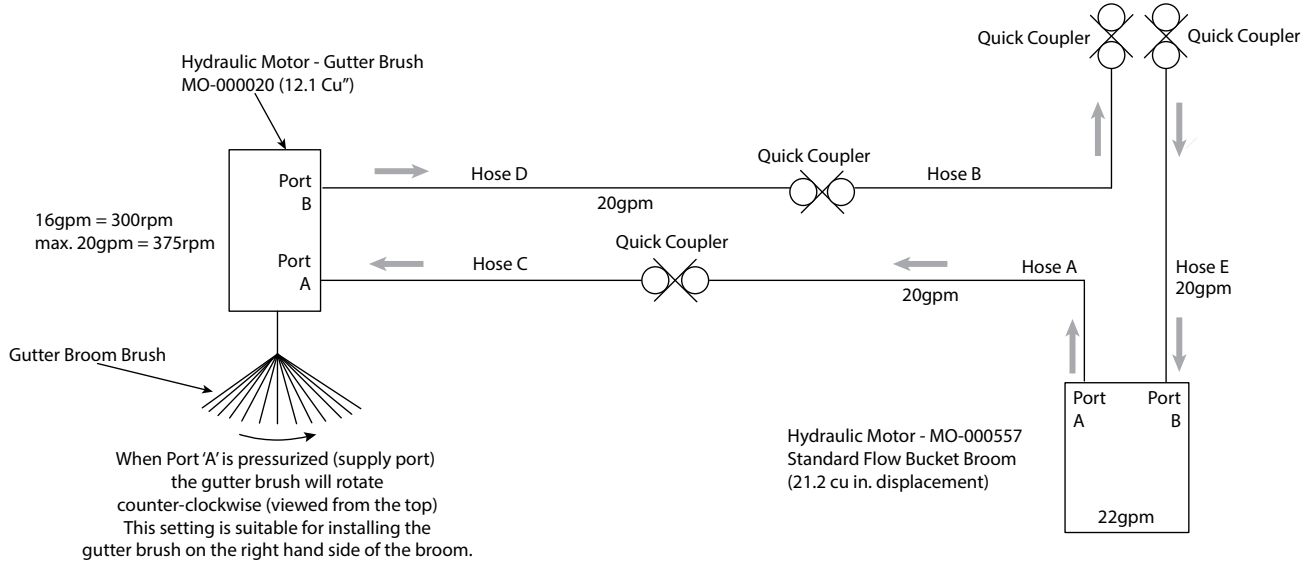 Quick Coupler
Quick Coupler
Hydraulic Motor - Gutter Brush
MO-000020 (12.1 Cu”)
Port
B
Hose D
20gpm
Quick Coupler
Hose B
16gpm = 300rpm
max. 20gpm = 375rpm
Port
A
Hose C
Quick Coupler
20gpm
Hose A
Hose E
20gpm
Gutter Broom Brush
When Port ‘A’ is pressurized (supply port)
the gutter brush will rotate
counter-clockwise (viewed from the top)
This setting is suitable for installing the
gutter brush on the right hand side of the broom.
Hydraulic Motor - MO-000557
Standard Flow Bucket Broom
(21.2 cu in. displacement)
Port
A
Port
B
22gpm